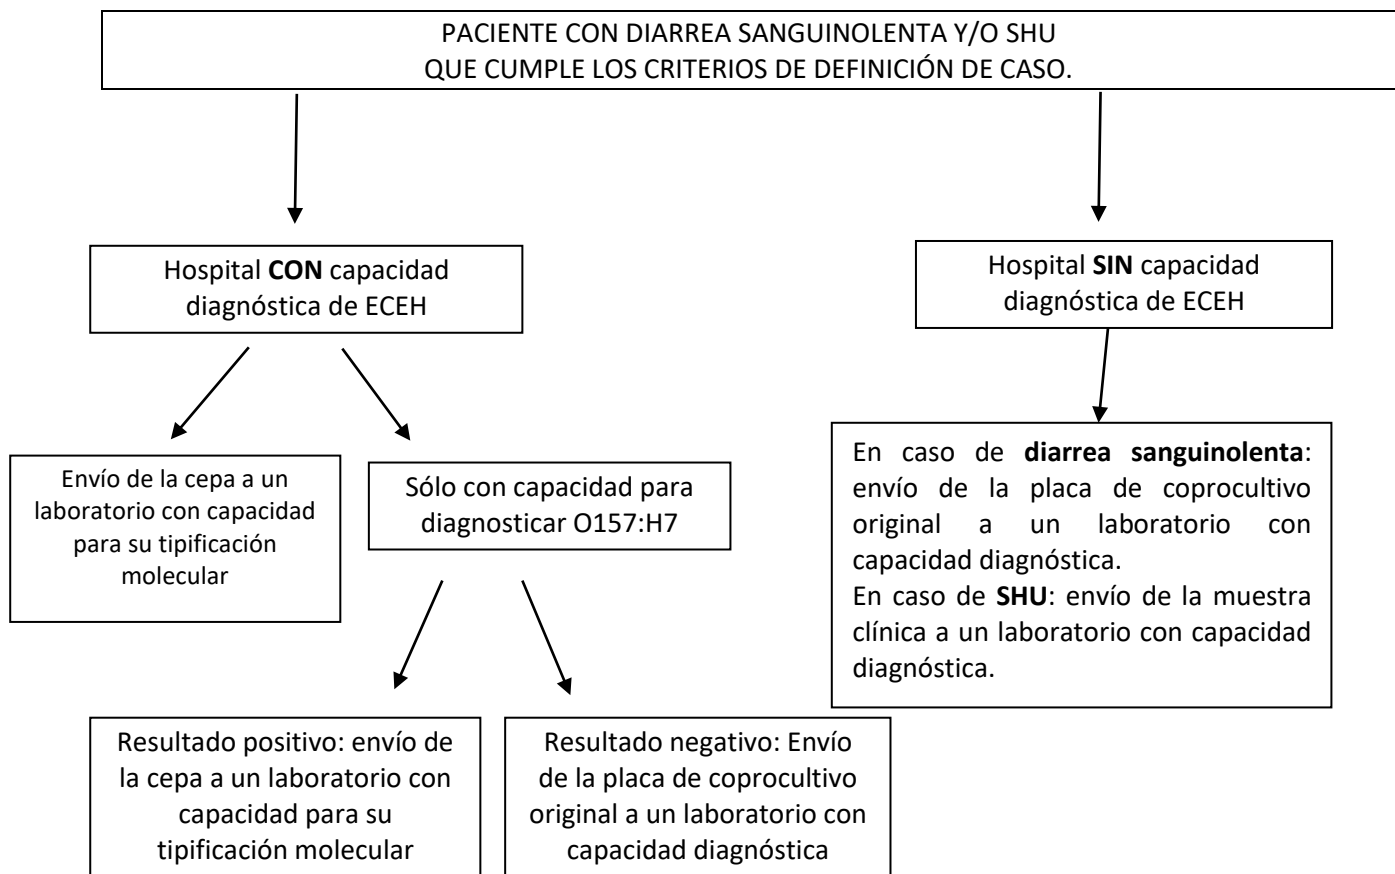 PACIENTE CON DIARREA SANGUINOLENTA Y/O SHU
QUE CUMPLE LOS CRITERIOS DE DEFINICIÓN DE CASO.
Hospital CON capacidad
diagnóstica de ECEH
Hospital SIN capacidad
diagnóstica de ECEH
Envío de la cepa a un
laboratorio con capacidad
para su tipificación
molecular
Sólo con capacidad para
diagnosticar O157:H7
En caso de diarrea sanguinolenta:
envío de la placa de coprocultivo
original a un laboratorio con
capacidad diagnóstica.
En caso de SHU: envío de la muestra
clínica a un laboratorio con capacidad
diagnóstica.
Resultado positivo: envío de
la cepa a un laboratorio con
capacidad para su
tipificación molecular
Resultado negativo: Envío
de la placa de coprocultivo
original a un laboratorio con
capacidad diagnóstica